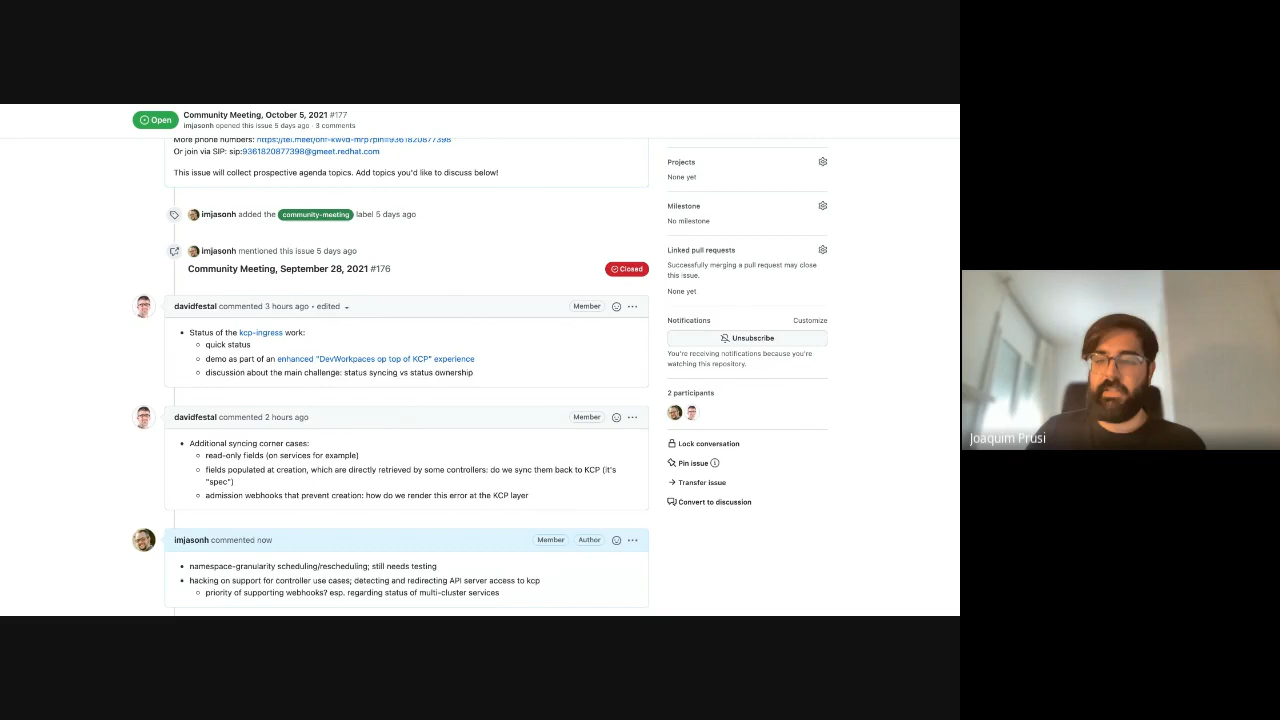 Open
Community Meeting, October 5, 2021 #177
imjasonh opened this issue 5 days ago · 3 comments
More phone numbers: https://tel.meet/onf-kwvd-mrp?pin=9361820877398
Or join via SIP: sip:9361820877398@gmeet.redhat.com
This issue will collect prospective agenda topics. Add topics you'd like to discuss below!
imjasonh added the community-meeting label 5 days ago
imjasonh mentioned this issue 5 days ago
Community Meeting, September 28, 2021 #176
Closed
davidfestal commented 3 hours ago • edited
Member
Status of the kcp-ingress work:
quick status
demo as part of an enhanced "DevWorkpaces op top of KCP" experience
discussion about the main challenge: status syncing vs status ownership
davidfestal commented 2 hours ago
Member
Additional syncing corner cases:
read-only fields (on services for example)
fields populated at creation, which are directly retrieved by some controllers: do we sync them back to KCP (it's
"spec")
admission webhooks that prevent creation: how do we render this error at the KCP layer
imjasonh commented now
Member
Author
namespace-granularity scheduling/rescheduling; still needs testing
hacking on support for controller use cases; detecting and redirecting API server access to kcp
priority of supporting webhooks? esp. regarding status of multi-cluster services
Projects
None yet
Milestone
No milestone
Linked pull requests
Successfully merging a pull request may close
this issue.
None yet
Notifications
Customize
Unsubscribe
You're receiving notifications because you're
watching this repository.
2 participants
Lock conversation
Pin issue
Transfer issue
Convert to discussion
Joaquim Prusi